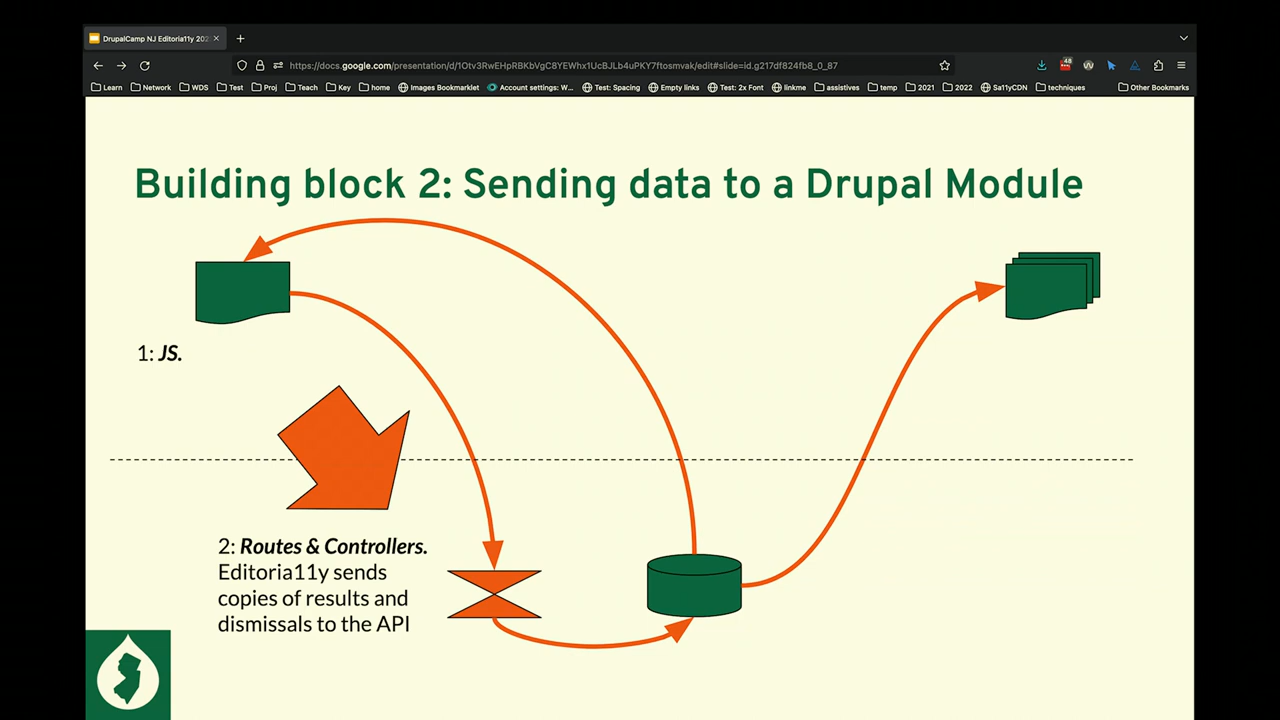 DrupalCamp NJ Editoria11y 202
https://docs.google.com/presentation/d/1Otv3RwEHpRBKbVgC8YEWhx1UcBJLb4uPKY7ftosmvak/edit#slide=id.g217df824fb8_0_87
48
Learn Network WDS Test Proj Teach Key home Images Bookmarklet Account settings: W... Test: Spacing Empty links Test: 2x Font linkme assistives temp 2021 2022 Sa11yCDN techniques Other Bookmarks
Building block 2: Sending data to a Drupal Module
1: JS.
2: Routes & Controllers.
Editoria11y sends
copies of results and
dismissals to the API